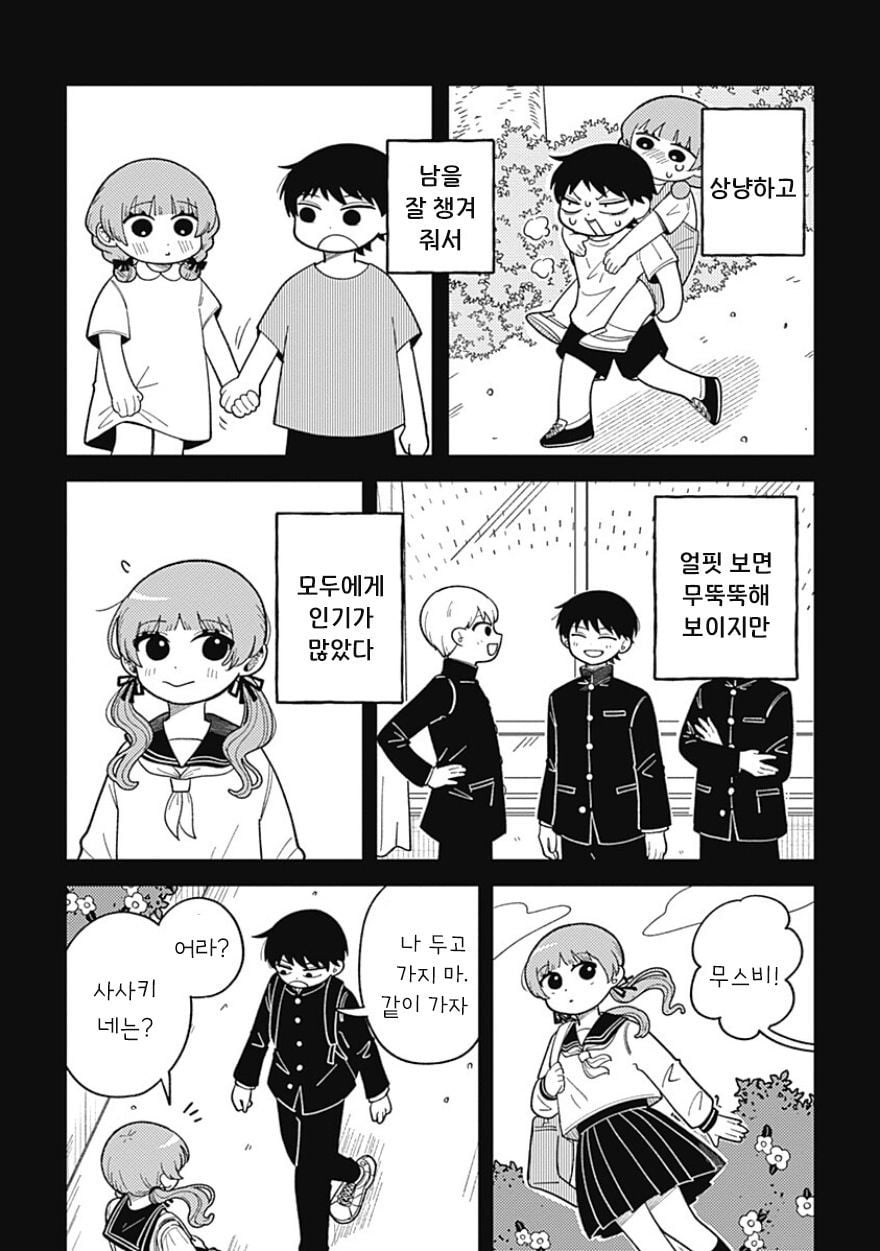 상냥하고
남을
잘 챙겨
줘서
얼핏 보면
무뚝뚝해
보이지만
모두에게
인기가
많았다
무스비!
나 두고
가지 마.
같이 가자
어라?
사사키
네는?